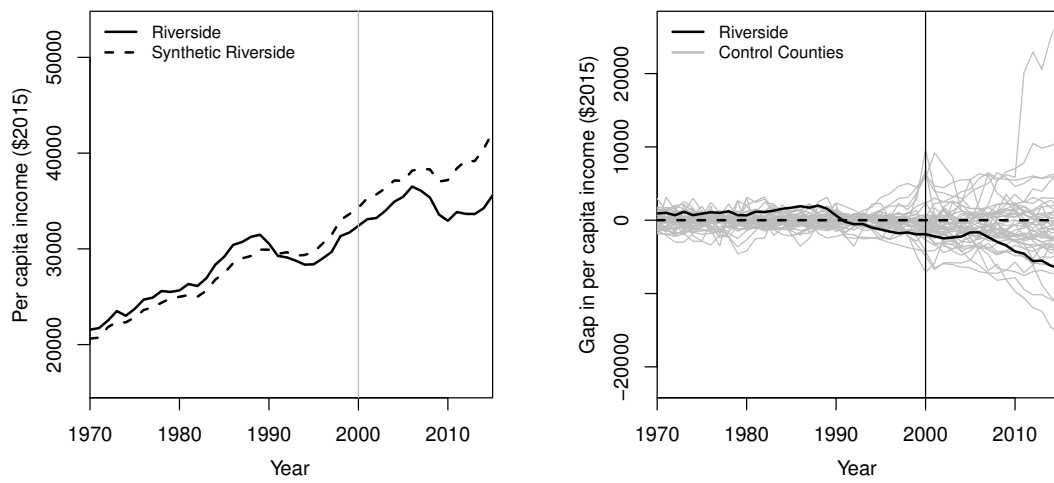 Riverside
Synthetic Riverside
Per capita income ($2015)
50000
40000
30000
20000
1970 1980 1990 2000 2010
Year
Riverside
Control Counties
Gap in per capita income ($2015)
20000
10000
0
−20000
1970 1980 1990 2000 2010
Year